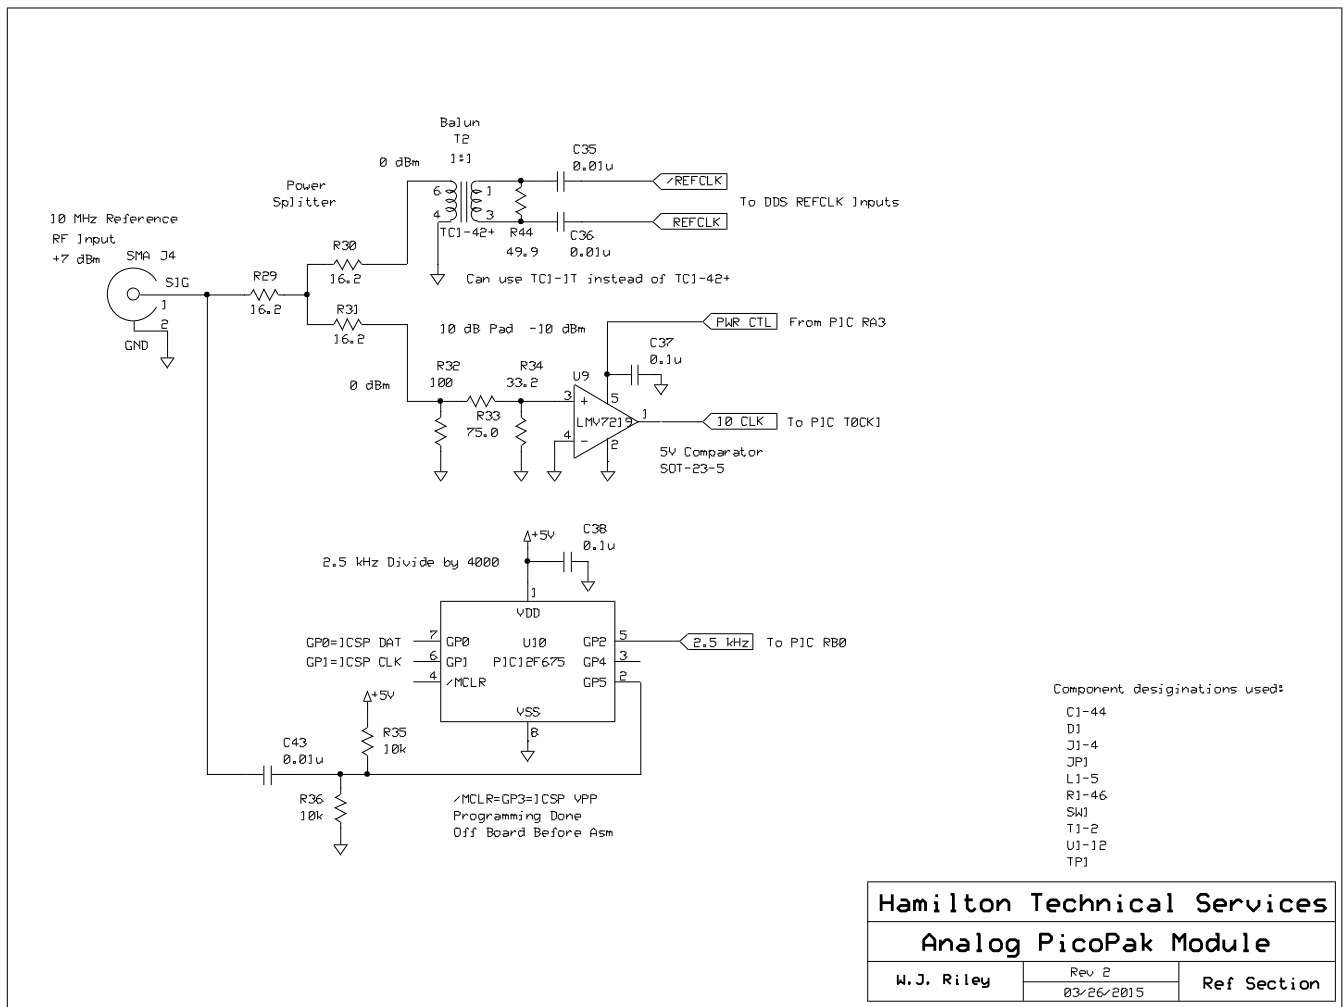 Balun
T2
1:1
0 dBm
C35
0.01u
/REFCLK
Power
Splitter
6
1
4
3
To DDS REFCLK Inputs
REFCLK
10 MHz Reference
RF Input
+7 dBm
SMA J4
TC1-42+
R44
49.9
C36
0.01u
R30
16.2
Can use TC1-1T instead of TC1-42+
SIG
1
2
GND
R29
16.2
R31
16.2
10 dB Pad -10 dBm
PWR CTL
From PIC RA3
C37
0.1u
0 dBm
R32
100
R34
33.2
U9
R33
75.0
3
+
5
LMV7219
1
4
-
2
10 CLK
To PIC T0CKI
5V Comparator
SOT-23-5
+5V
C38
0.1u
2.5 kHz Divide by 4000
1
VDD
GP0=ICSP DAT
7
GP0
U10
GP2
5
2.5 kHz
To PIC RB0
GP1=ICSP CLK
6
GP1
PIC12F675
GP4
3
4
/MCLR
GP5
2
VSS
8
+5V
R35
10k
C43
0.01u
R36
10k
/MCLR=GP3=ICSP VPP
Programming Done
Off Board Before Asm
Component desiginations used:
C1-44
D1
J1-4
JP1
L1-5
R1-46
SW1
T1-2
U1-12
TP1
Hamilton Technical Services
Analog PicoPak Module
W.J. Riley
Rev 2
03/26/2015
Ref Section